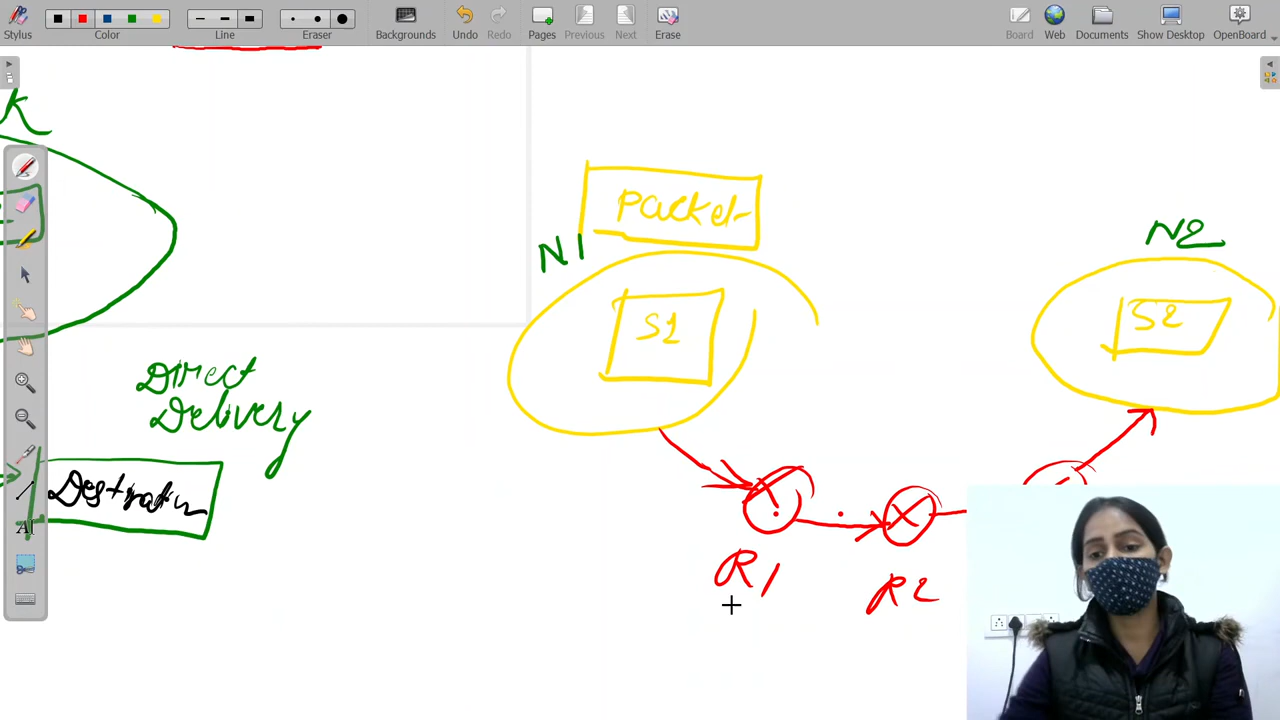 Stylus
Color
Line
Eraser
Backgrounds
Undo
Redo
Pages
Previous
Next
Erase
Board
Web
Documents
Show Desktop
OpenBoard
K
Packet
N1
N2
S1
S2
Direct
Delivery
Destination
R1
R2